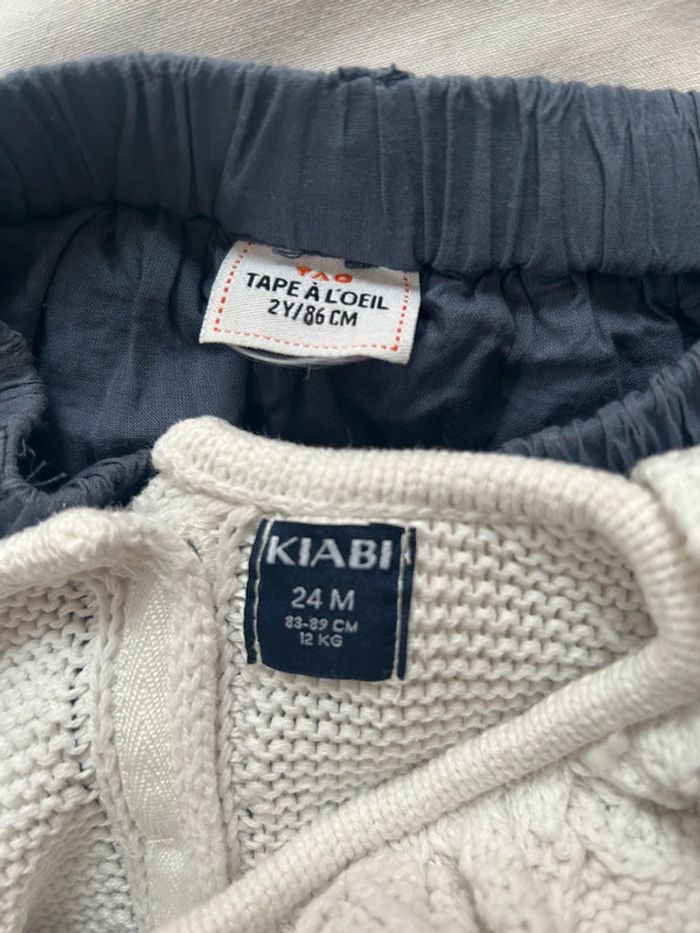 TAO
TAPE À L'OEIL
2Y/86 CM
KIABI
24 M
83-89 CM
12 KG